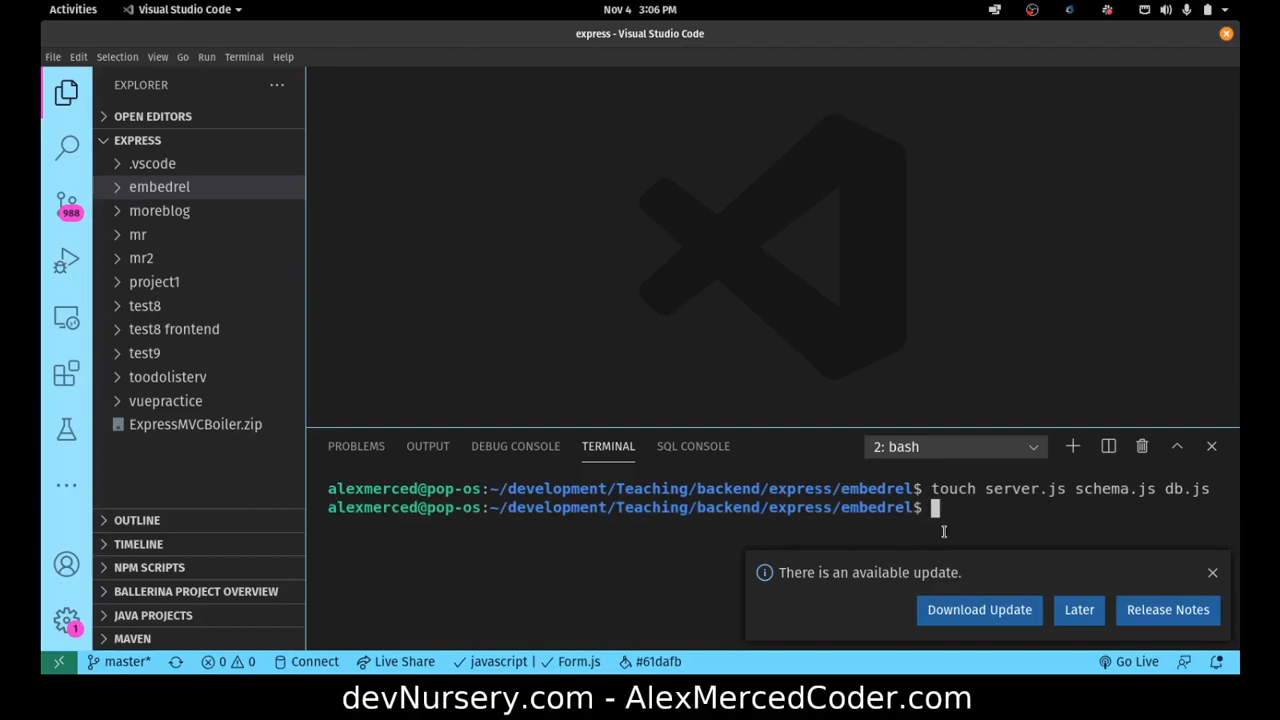 Activities
Visual Studio Code
Nov 4 3:06 PM
express - Visual Studio Code
File Edit Selection View Go Run Terminal Help
EXPLORER
OPEN EDITORS
EXPRESS
.vscode
embedrel
988
moreblog
mr
mr2
project1
test8
test8 frontend
test9
toodolisterv
vuepractice
ExpressMVCBoiler.zip
OUTLINE
TIMELINE
NPM SCRIPTS
BALLERINA PROJECT OVERVIEW
JAVA PROJECTS
1
MAVEN
PROBLEMS OUTPUT DEBUG CONSOLE TERMINAL SQL CONSOLE
2: bash
alexmerced@pop-os:~/development/Teaching/backend/express/embedrel$ touch server.js schema.js db.js
alexmerced@pop-os:~/development/Teaching/backend/express/embedrel$
There is an available update.
Download Update
Later
Release Notes
master* 0 0 Connect Live Share javascript | Form.js #61dafb Go Live
devNursery.com - AlexMercedCoder.com